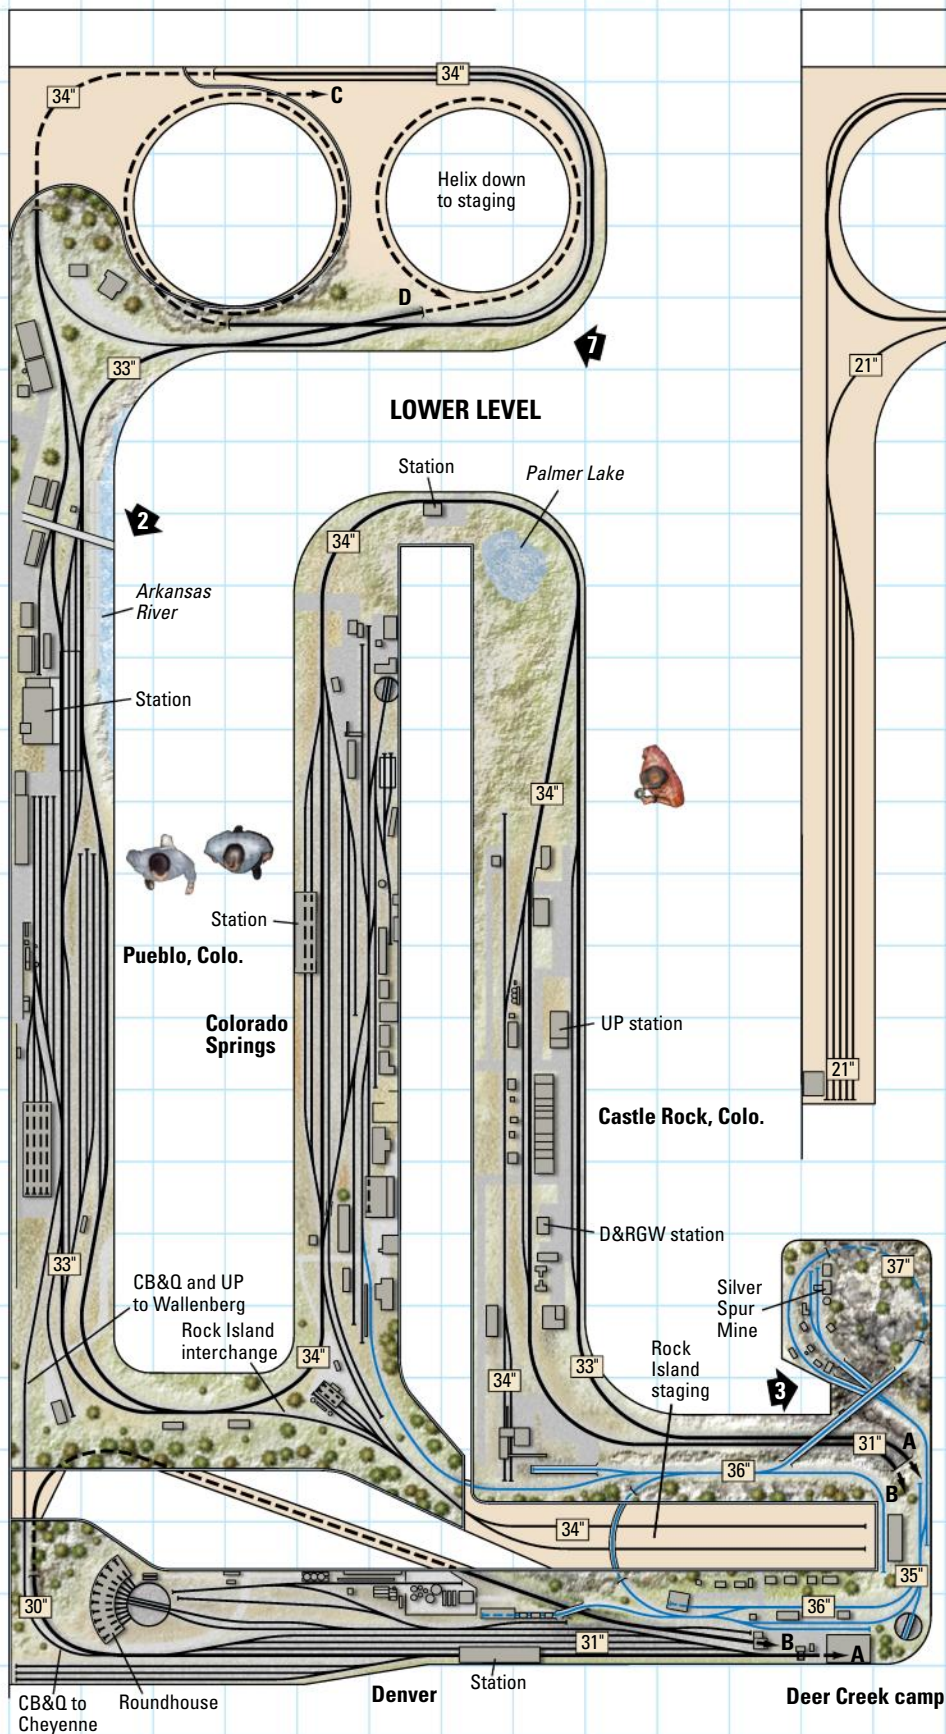 34"
34"
C
Helix down
to staging
D
7
33"
21"
LOWER LEVEL
Station
Palmer Lake
2
34"
Arkansas
River
Station
34"
Station
Pueblo, Colo.
Colorado
Springs
UP station
21"
Castle Rock, Colo.
D&RGW station
33"
CB&Q and UP
to Wallenberg
Rock Island
interchange
34"
Silver
Spur
Mine
37"
Rock
Island
staging
33"
34"
3
31"
A
36"
B
34"
35"
30"
36"
31"
B
A
CB&Q to
Cheyenne
Roundhouse
Denver
Station
Deer Creek camp